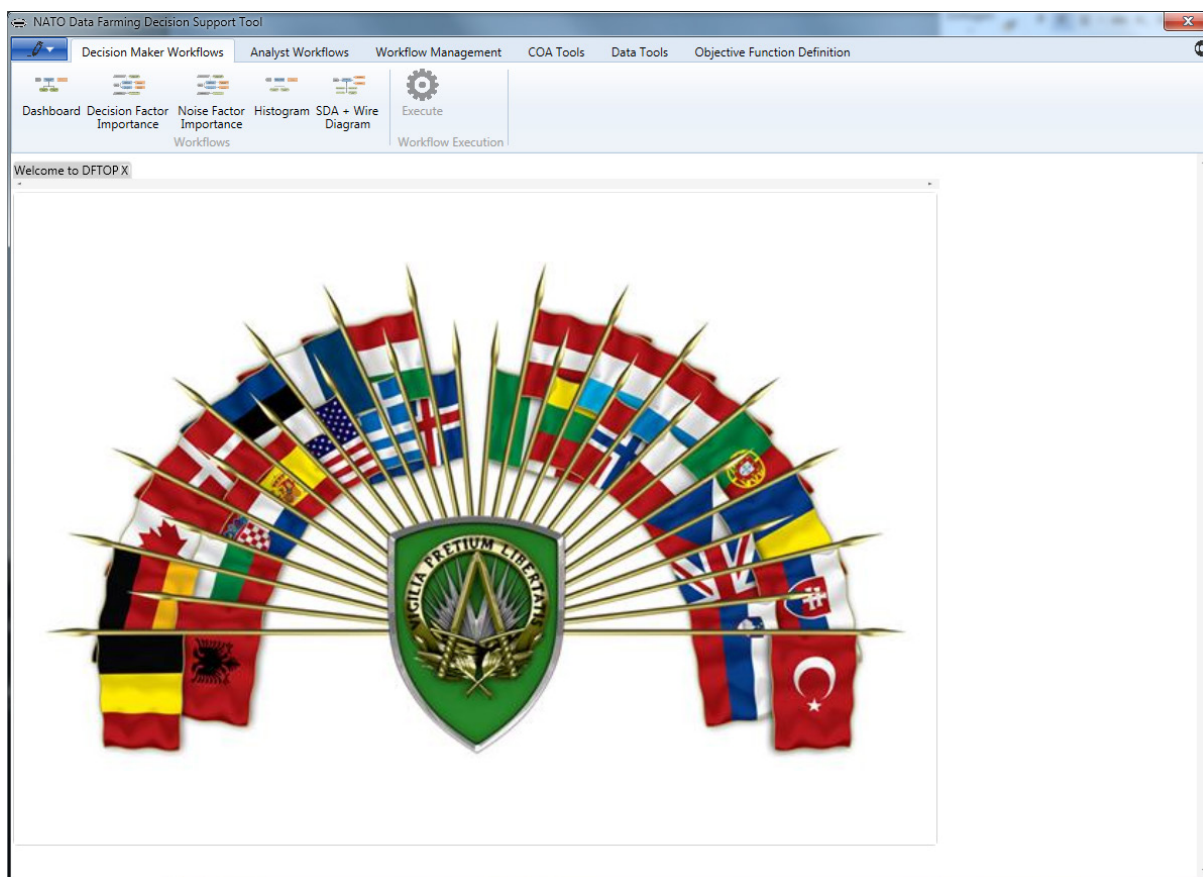 NATO Data Farming Decision Support Tool
Decision Maker Workflows Analyst Workflows Workflow Management COA Tools Data Tools Objective Function Definition
Dashboard Decision Factor Noise Factor Histogram SDA + Wire Execute
Importance Importance Diagram
Workflows Workflow Execution
Welcome to DFTOP X
VIGILIA PRETIUM LIBERTATIS